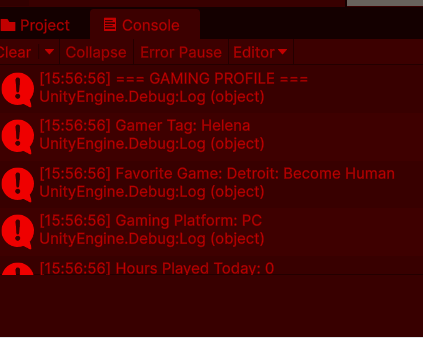 Project
Console
Clear
Collapse
Error Pause
Editor
[15:56:56] === GAMING PROFILE ===
UnityEngine.Debug:Log (object)
[15:56:56] Gamer Tag: Helena
UnityEngine.Debug:Log (object)
[15:56:56] Favorite Game: Detroit: Become Human
UnityEngine.Debug:Log (object)
[15:56:56] Gaming Platform: PC
UnityEngine.Debug:Log (object)
[15:56:56] Hours Played Today: 0